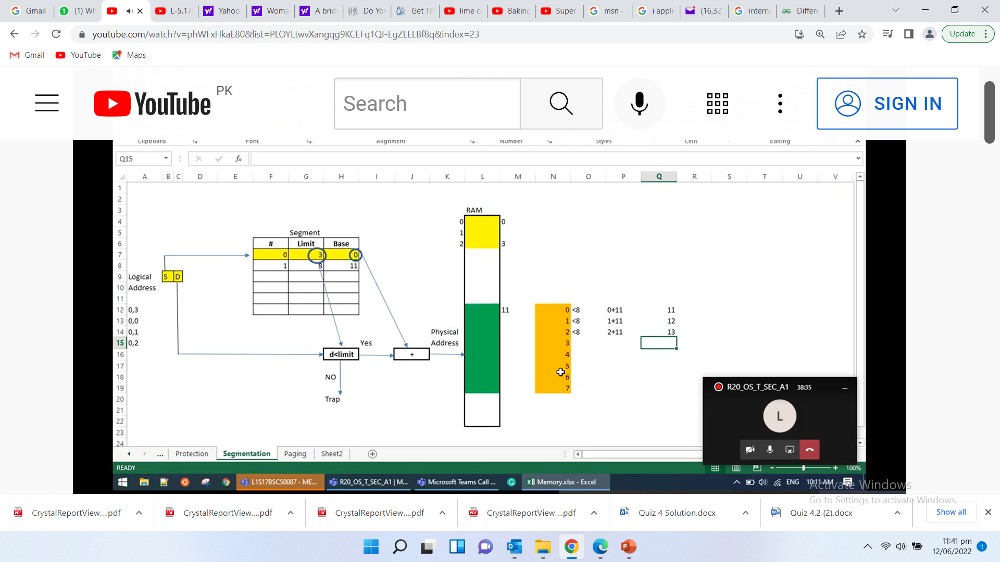 Gmail
(1) Wh
L-5.17:
Yahoo
Woma
A brid
Do You
Get Th
lime ca
Baking
Super
msn -
i appli
(16,32
interna
Differe
youtube.com/watch?v=phWFxHkaE80&list=PLOYLtwvXangqg9KCEFq1QI-EgZLELBf8q&index=23
Update
Gmail YouTube Maps
YouTube PK
Search
SIGN IN
Clipboard Font Alignment Number Styles Cells Editing
Q15 fx
A B C D E F G H I J K L M N O P Q R S T U V
1
2
3 RAM
4 0 0
5 Segment 1
6 # Limit Base 2 3
7 0 3 0
8 1 8 11
9 Logical S D
10 Address
11
12 0,3 11 0 <8 0+11 11
13 0,0 1 <8 1+11 12
14 0,1 Physical 2 <8 2+11 13
15 0,2 Yes Address 3
16 d<limit + 4
17 5
18 NO 6
19 7
20 Trap
21
22
23
24
R20_OS_T_SEC_A1 38:35
L
... Protection Segmentation Paging Sheet2
READY 100%
L1S17BSCS0087 - ME... R20_OS_T_SEC_A1 | M... Microsoft Teams Call ... Memory.xlsx - Excel ENG 10:11 AM
Activate Windows
Go to Settings to activate Windows.
CrystalReportView....pdf CrystalReportView....pdf CrystalReportView....pdf CrystalReportView....pdf Quiz 4 Solution.docx Quiz 4.2 (2).docx Show all
11:41 pm
12/06/2022 1